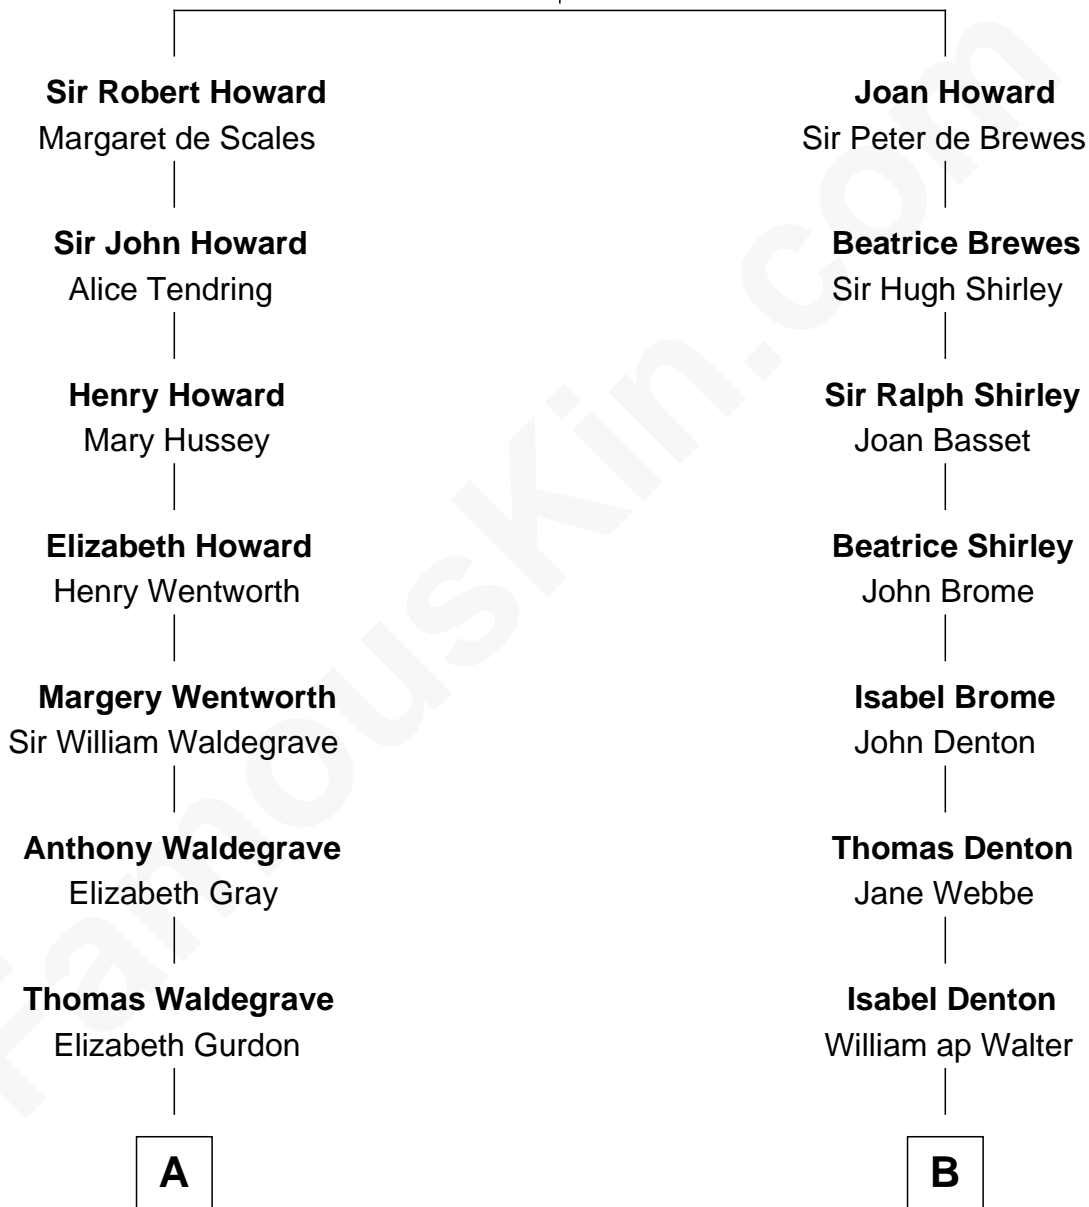 Sir Robert Howard
Margaret de Scales
Sir John Howard
Alice Tendring
Henry Howard
Mary Hussey
Elizabeth Howard
Henry Wentworth
Margery Wentworth
Sir William Waldegrave
Anthony Waldegrave
Elizabeth Gray
Thomas Waldegrave
Elizabeth Gurdon
A
Joan Howard
Sir Peter de Brewes
Beatrice Brewes
Sir Hugh Shirley
Sir Ralph Shirley
Joan Basset
Beatrice Shirley
John Brome
Isabel Brome
John Denton
Thomas Denton
Jane Webbe
Isabel Denton
William ap Walter
B
FamousKin.com